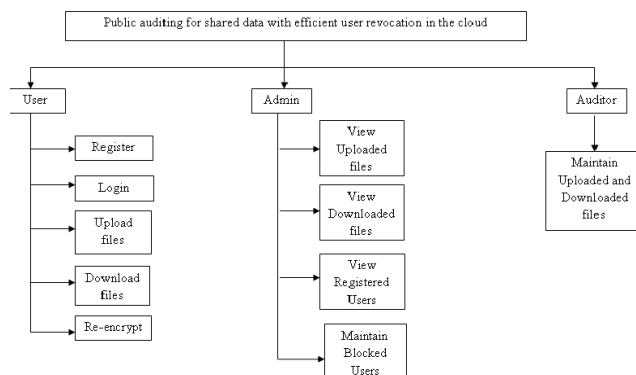 Public auditing for shared data with efficient user revocation in the cloud
User
Admin
Auditor
Register
Login
Upload
files
Download
files
Re-encrypt
View
Uploaded
files
View
Downloaded
files
View
Registered
Users
Maintain
Blocked
Users
Maintain
Uploaded and
Downloaded
files